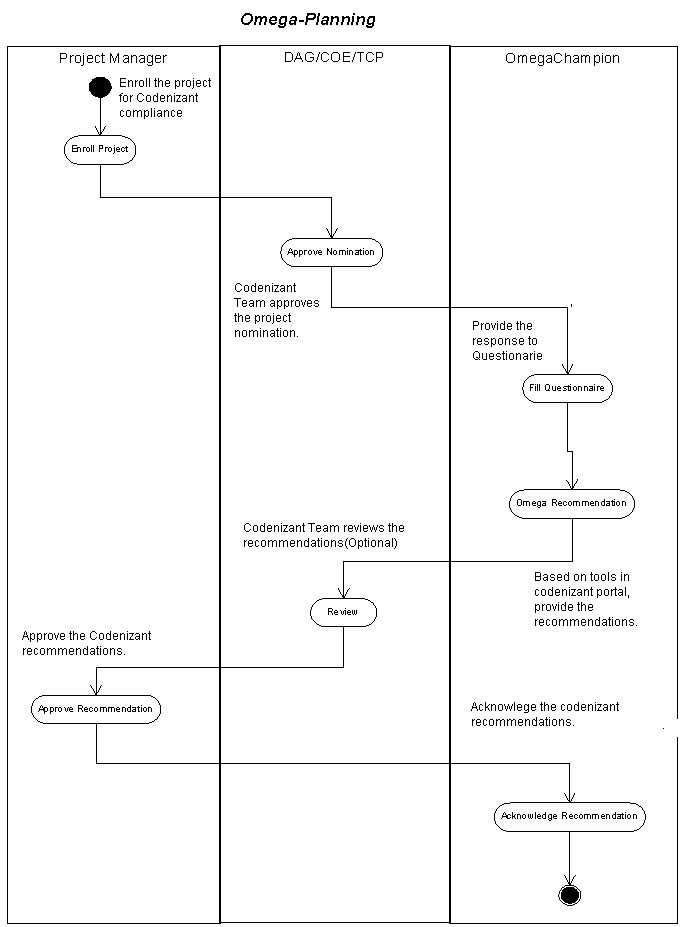 Omega-Planning
Project Manager
DAG/COE/TCP
OmegaChampion
Enroll the project
for Codenizant
compliance
Enroll Project
Approve Nomination
Codenizant
Team approves
the project
nomination.
Provide the
response to
Questionarie
Fill Questionnaire
Omega Recommendation
Codenizant Team reviews the
recommendations(Optional)
Based on tools in
codenizant portal,
provide the
recommendations.
Review
Approve the Codenizant
recommendations.
Approve Recommendation
Acknowlege the codenizant
recommendations.
Acknowledge Recommendation